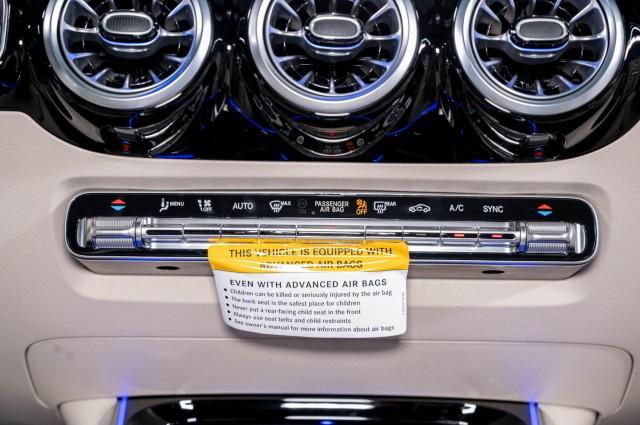 MENU
OFF
AUTO
MAX
ON
PASSENGER
AIR BAG
OFF
REAR
A/C
SYNC
THIS VEHICLE IS EQUIPPED WITH
ADVANCED AIR BAGS
EVEN WITH ADVANCED AIR BAGS
• Children can be killed or seriously injured by the air bag
• The back seat is the safest place for children
• Never put a rear-facing child seat in the front
• Always use seat belts and child restraints
• See owner's manual for more information about air bags